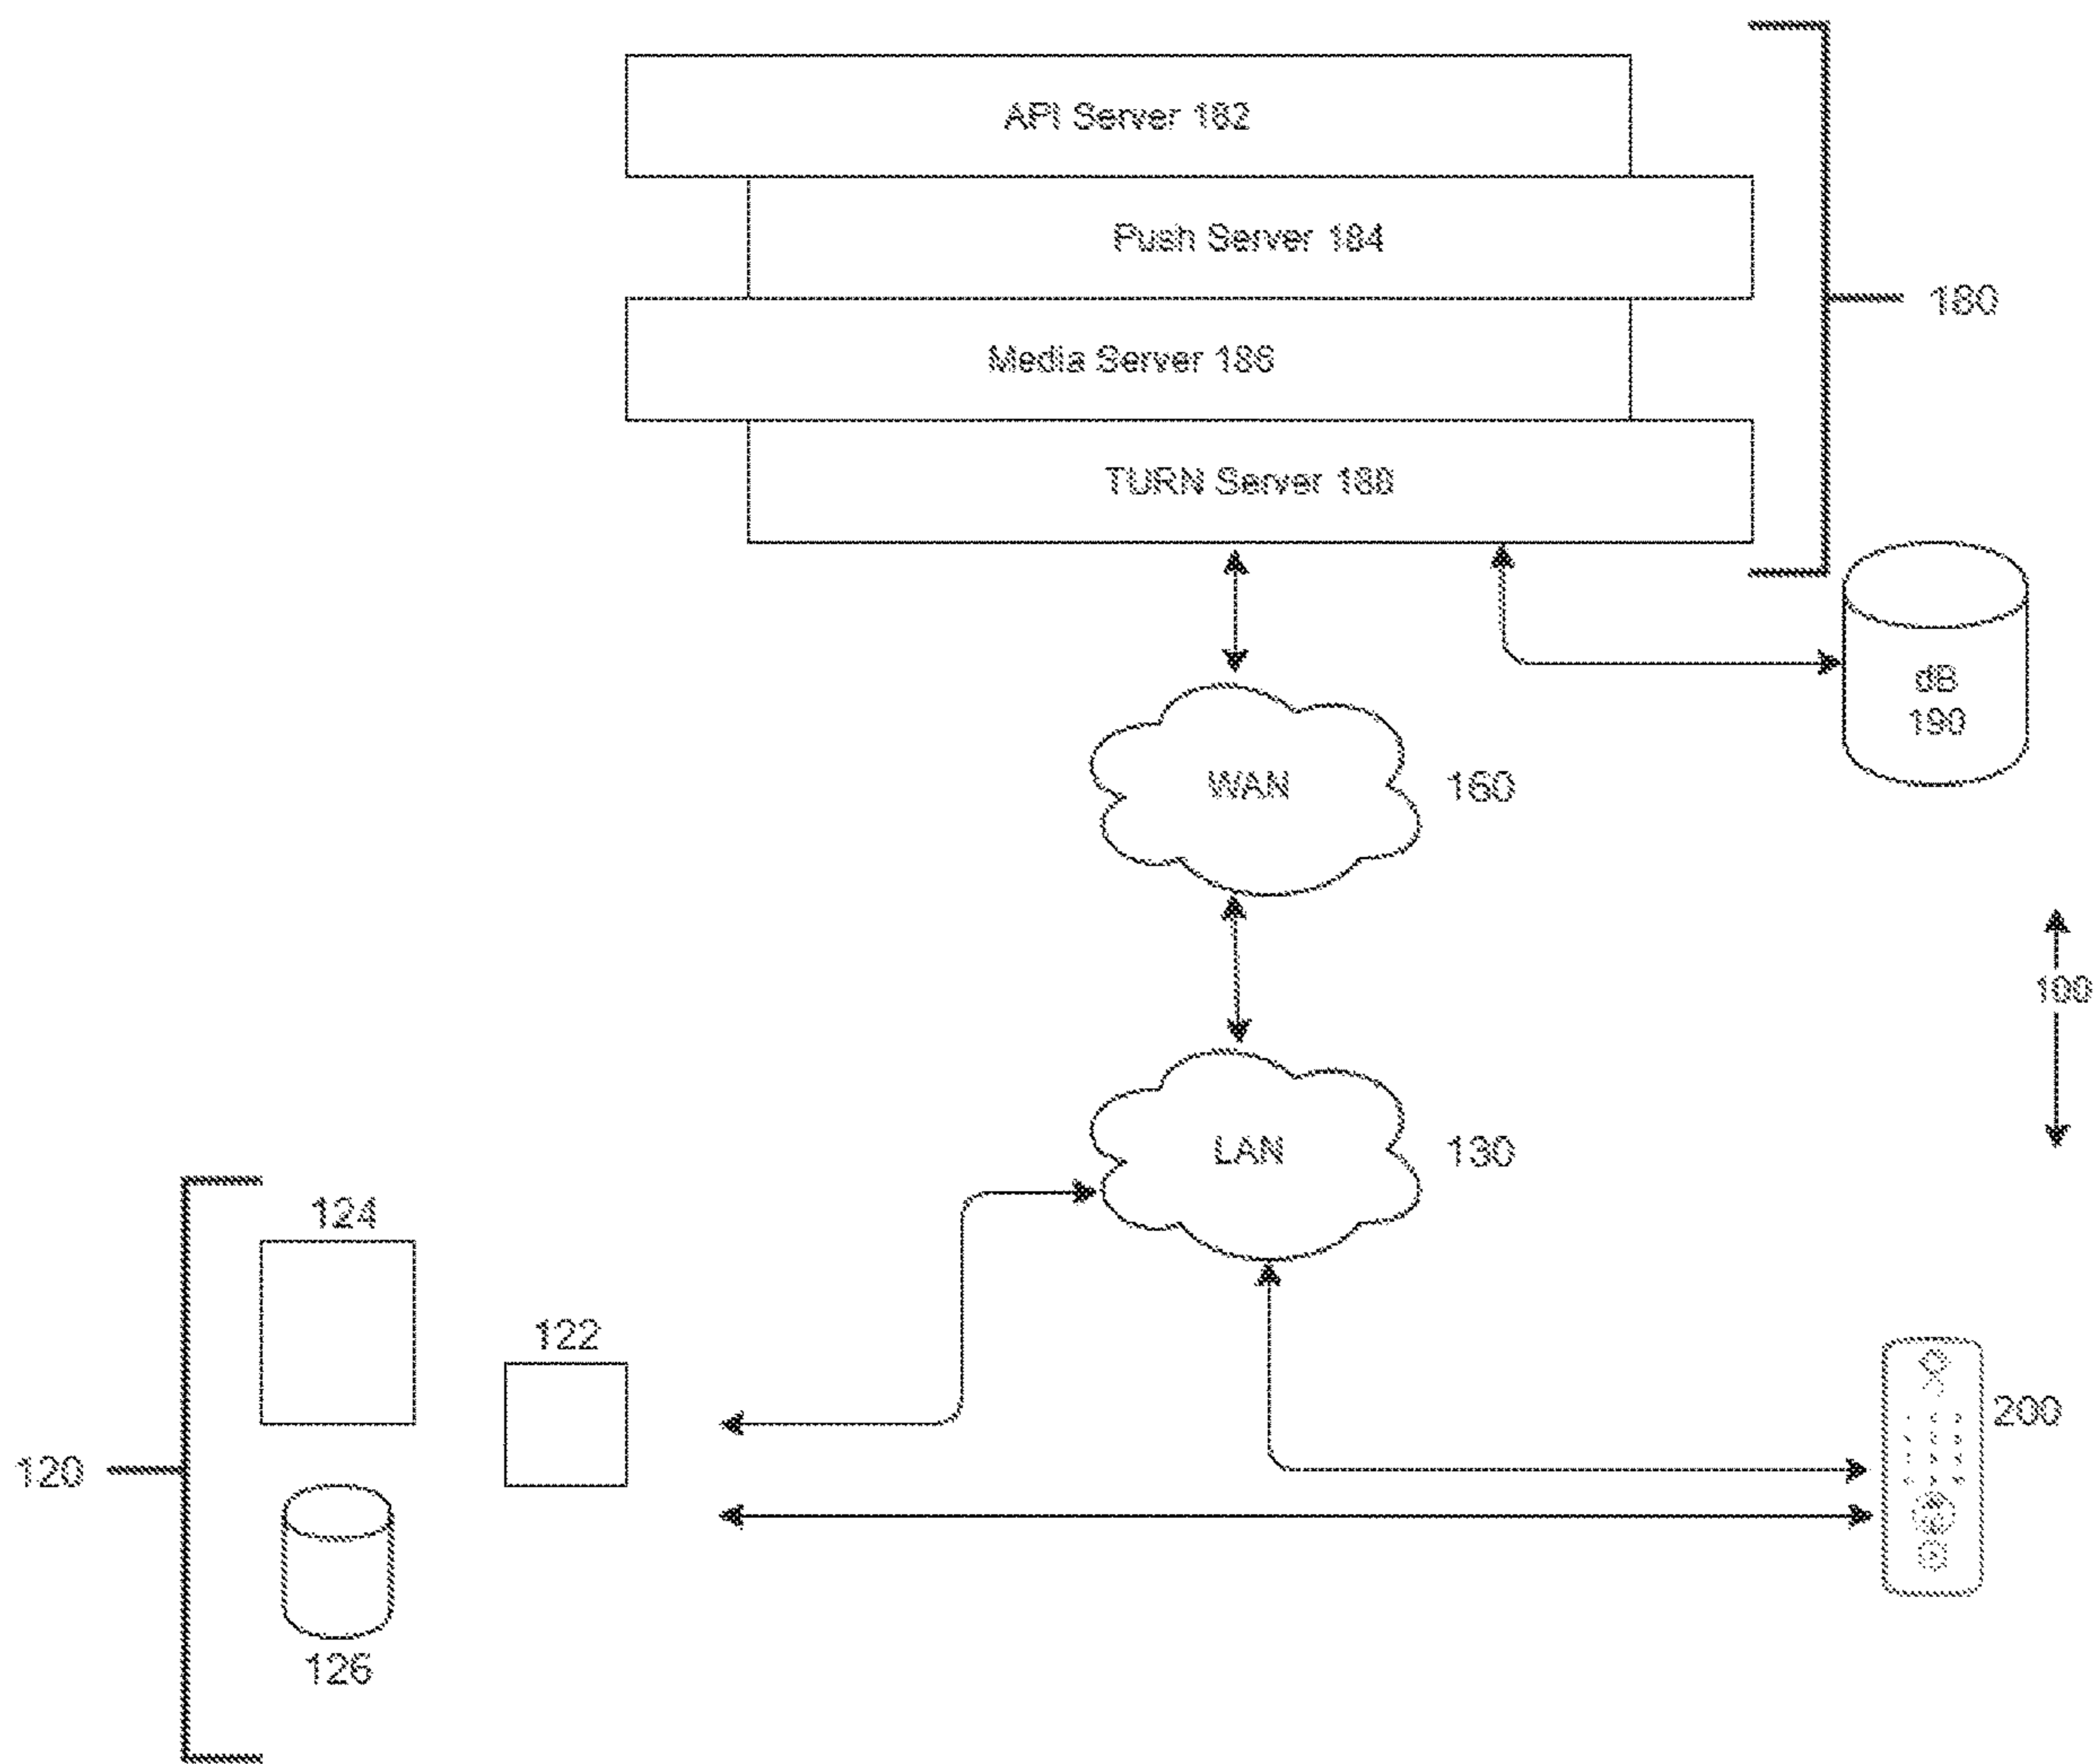 API Server 182
Push Server 184
180
Media Server 186
TURN Server 188
dB
190
WAN
160
100
LAN
130
124
122
200
120
126